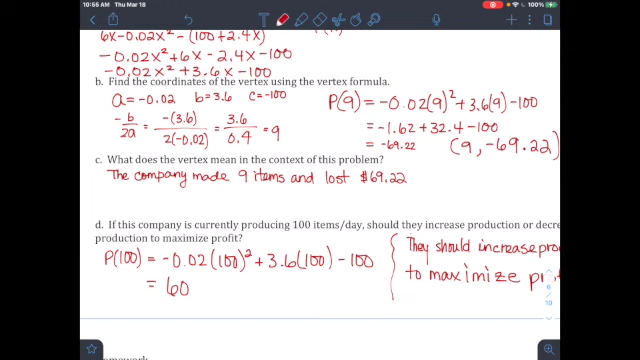 10:55 AM Thu Mar 18
6x - 0.02x² - (100 + 2.4x)
-0.02x² + 6x - 2.4x - 100
-0.02x² + 3.6x - 100
b. Find the coordinates of the vertex using the vertex formula.
a = -0.02 b = 3.6 c = -100
-b/2a = -(3.6)/2(-0.02) = 3.6/0.4 = 9
P(9) = -0.02(9)² + 3.6(9) - 100
= -1.62 + 32.4 - 100
= -69.22 (9, -69.22)
c. What does the vertex mean in the context of this problem?
The company made 9 items and lost $69.22
d. If this company is currently producing 100 items/day, should they increase production or decre
production to maximize profit?
P(100) = -0.02(100)² + 3.6(100) - 100
= 60
They should increase produ
to maximize prof
6
10